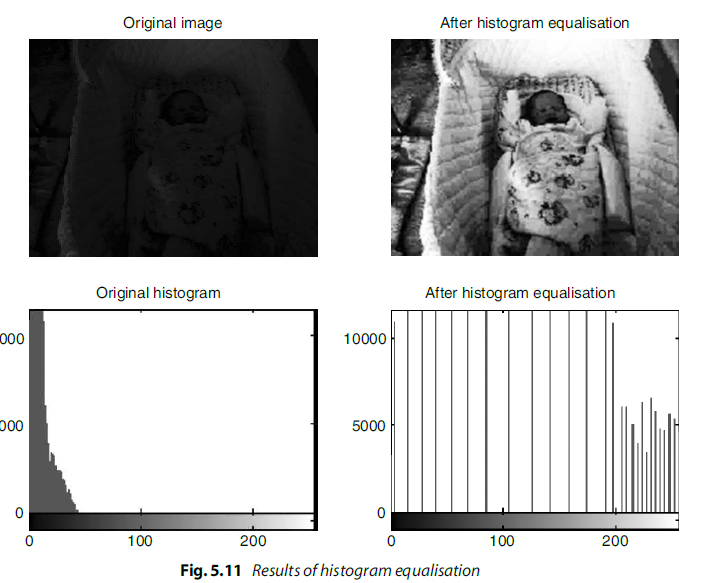 Original image
After histogram equalisation
Original histogram
After histogram equalisation
000
000
0
0
100
200
10000
5000
0
0
100
200
Fig. 5.11 Results of histogram equalisation